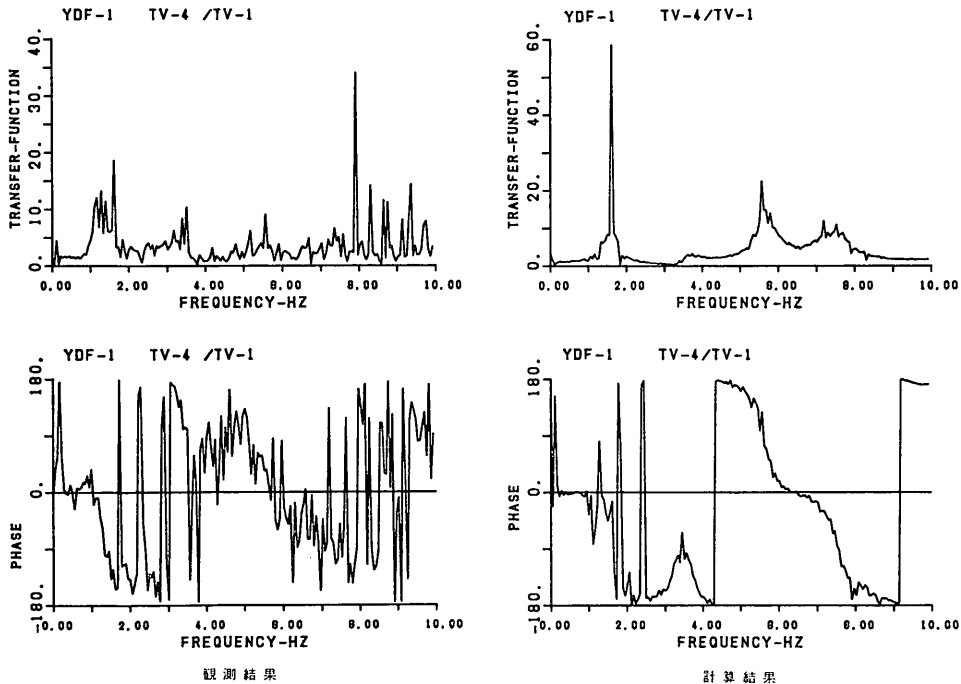 YDF-1 TV-4 /TV-1
TRANSFER-FUNCTION
40.
30.
20.
10.
0.
0.00 2.00 4.00 6.00 8.00 10.00
FREQUENCY-HZ
YDF-1 TV-4/TV-1
TRANSFER-FUNCTION
60.
40.
20.
0.
0.00 2.00 4.00 6.00 8.00 10.00
FREQUENCY-HZ
YDF-1 TV-4 /TV-1
PHASE
180.
0.
-180.
0.00 2.00 4.00 6.00 8.00 10.00
FREQUENCY-HZ
観測結果
YDF-1 TV-4/TV-1
PHASE
180.
0.
-180.
0.00 2.00 4.00 6.00 8.00 10.00
FREQUENCY-HZ
計算結果